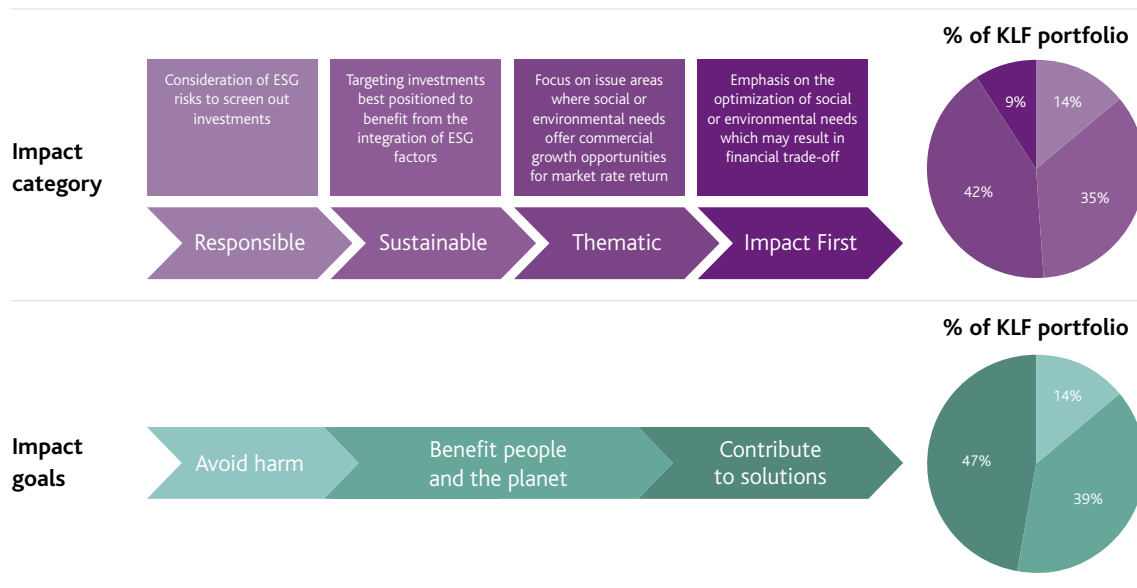 % of KLF portfolio
Impact
category
Consideration of ESG
risks to screen out
investments
Targeting investments
best positioned to
benefit from the
integration of ESG
factors
Focus on issue areas
where social or
environmental needs
offer commercial
growth opportunities
for market rate return
Emphasis on the
optimization of social
or environmental needs
which may result in
financial trade-off
Responsible
Sustainable
Thematic
Impact First
9%
14%
42%
35%
% of KLF portfolio
Impact
goals
Avoid harm
Benefit people
and the planet
Contribute
to solutions
14%
47%
39%